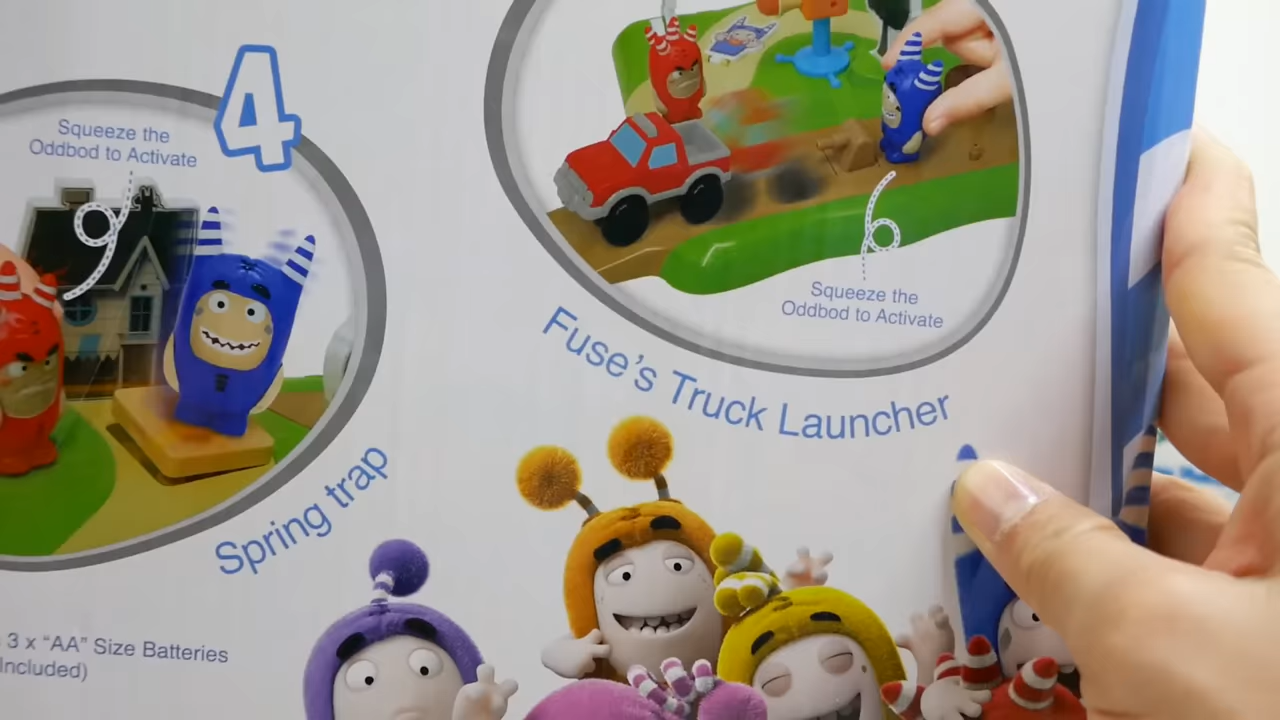 4
Squeeze the
Oddbod to Activate
Spring trap
Squeeze the
Oddbod to Activate
Fuse's Truck Launcher
3 x “AA” Size Batteries
Included)